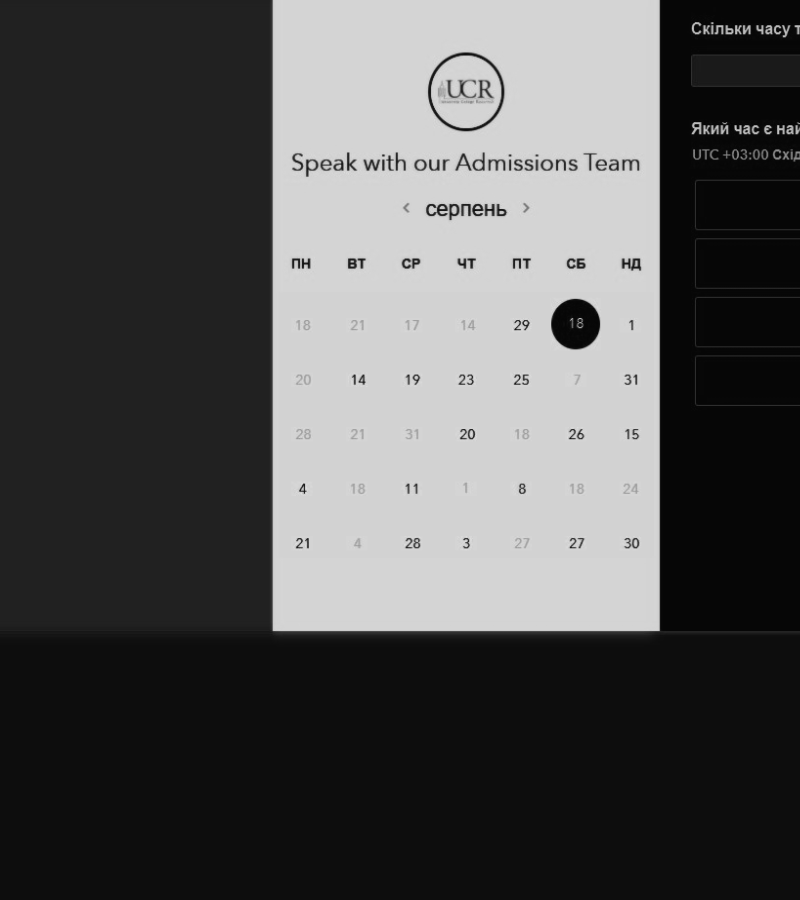 UCR
Speak with our Admissions Team
серпень
ПН ВТ СР ЧТ ПТ СБ НД
18 21 17 14 29 18 1
20 14 19 23 25 7 31
28 21 31 20 18 26 15
4 18 11 1 8 18 24
21 4 28 3 27 27 30
Скільки часу т
Який час є най
UTC +03:00 Схід